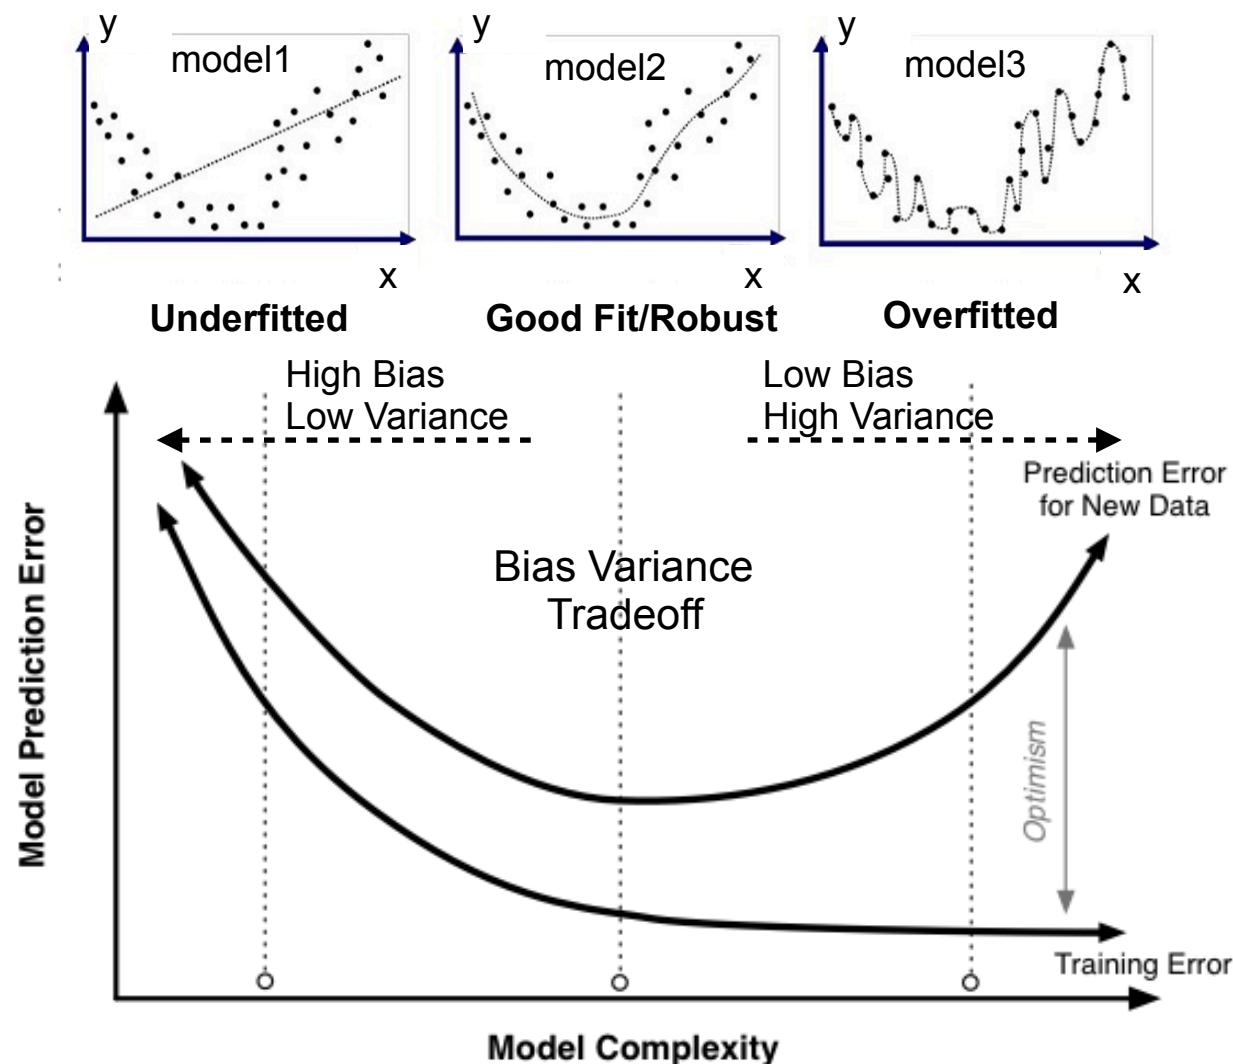 y
model1
x
Underfitted
y
model2
x
Good Fit/Robust
y
model3
x
Overfitted
High Bias
Low Variance
Low Bias
High Variance
Prediction Error
for New Data
Bias Variance
Tradeoff
Model Prediction Error
Optimism
Training Error
Model Complexity